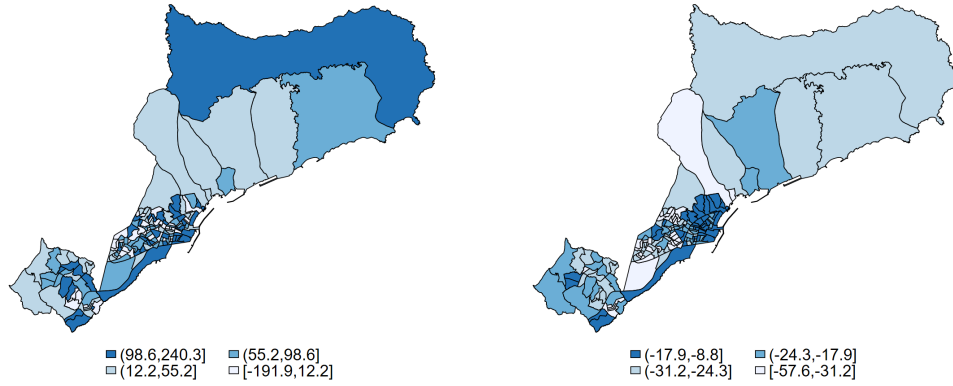 (98.6,240.3] (55.2,98.6]
(12.2,55.2] [-191.9,12.2]
(-17.9,-8.8] (-24.3,-17.9]
(-31.2,-24.3] [-57.6,-31.2]